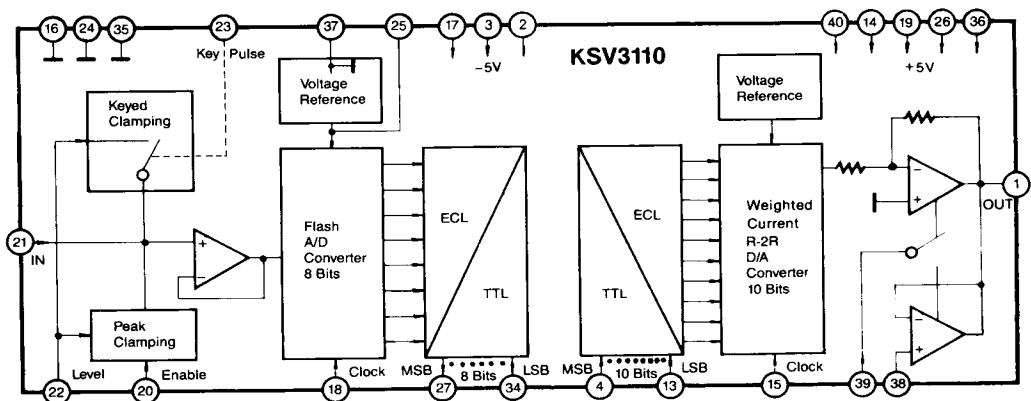 16 24 35 23 37 25 17 3 2 40 14 19 26 36
Key Pulse
−5V
KSV3110
+5V
Keyed
Clamping
Voltage
Reference
Voltage
Reference
Flash
A/D
Converter
8 Bits
ECL
TTL
ECL
TTL
Weighted
Current
R-2R
D/A
Converter
10 Bits
−
+
1
OUT
21
IN
+
−
Peak
Clamping
−
+
Level
Enable
Clock
MSB
8 Bits
LSB
MSB
10 Bits
LSB
Clock
22 20 18 27 34 4 13 15 39 38